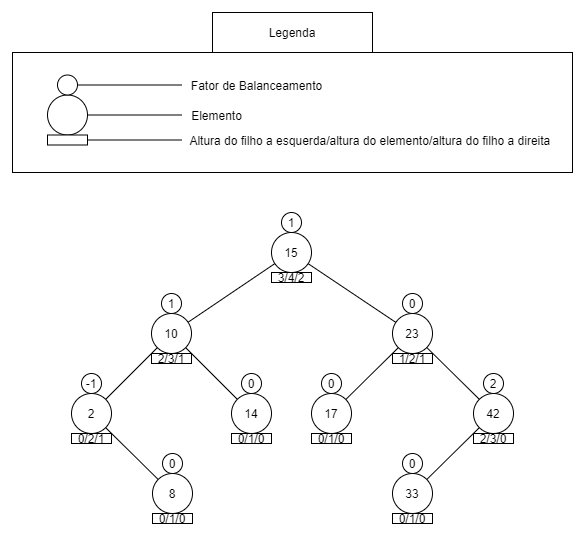 Legenda
Fator de Balanceamento
Elemento
Altura do filho a esquerda/altura do elemento/altura do filho a direita
1
15
3/4/2
1 0
10 23
2/3/1 1/2/1
-1 0 0 2
2 14 17 42
0/2/1 0/1/0 0/1/0 2/3/0
0 0
8 33
0/1/0 0/1/0